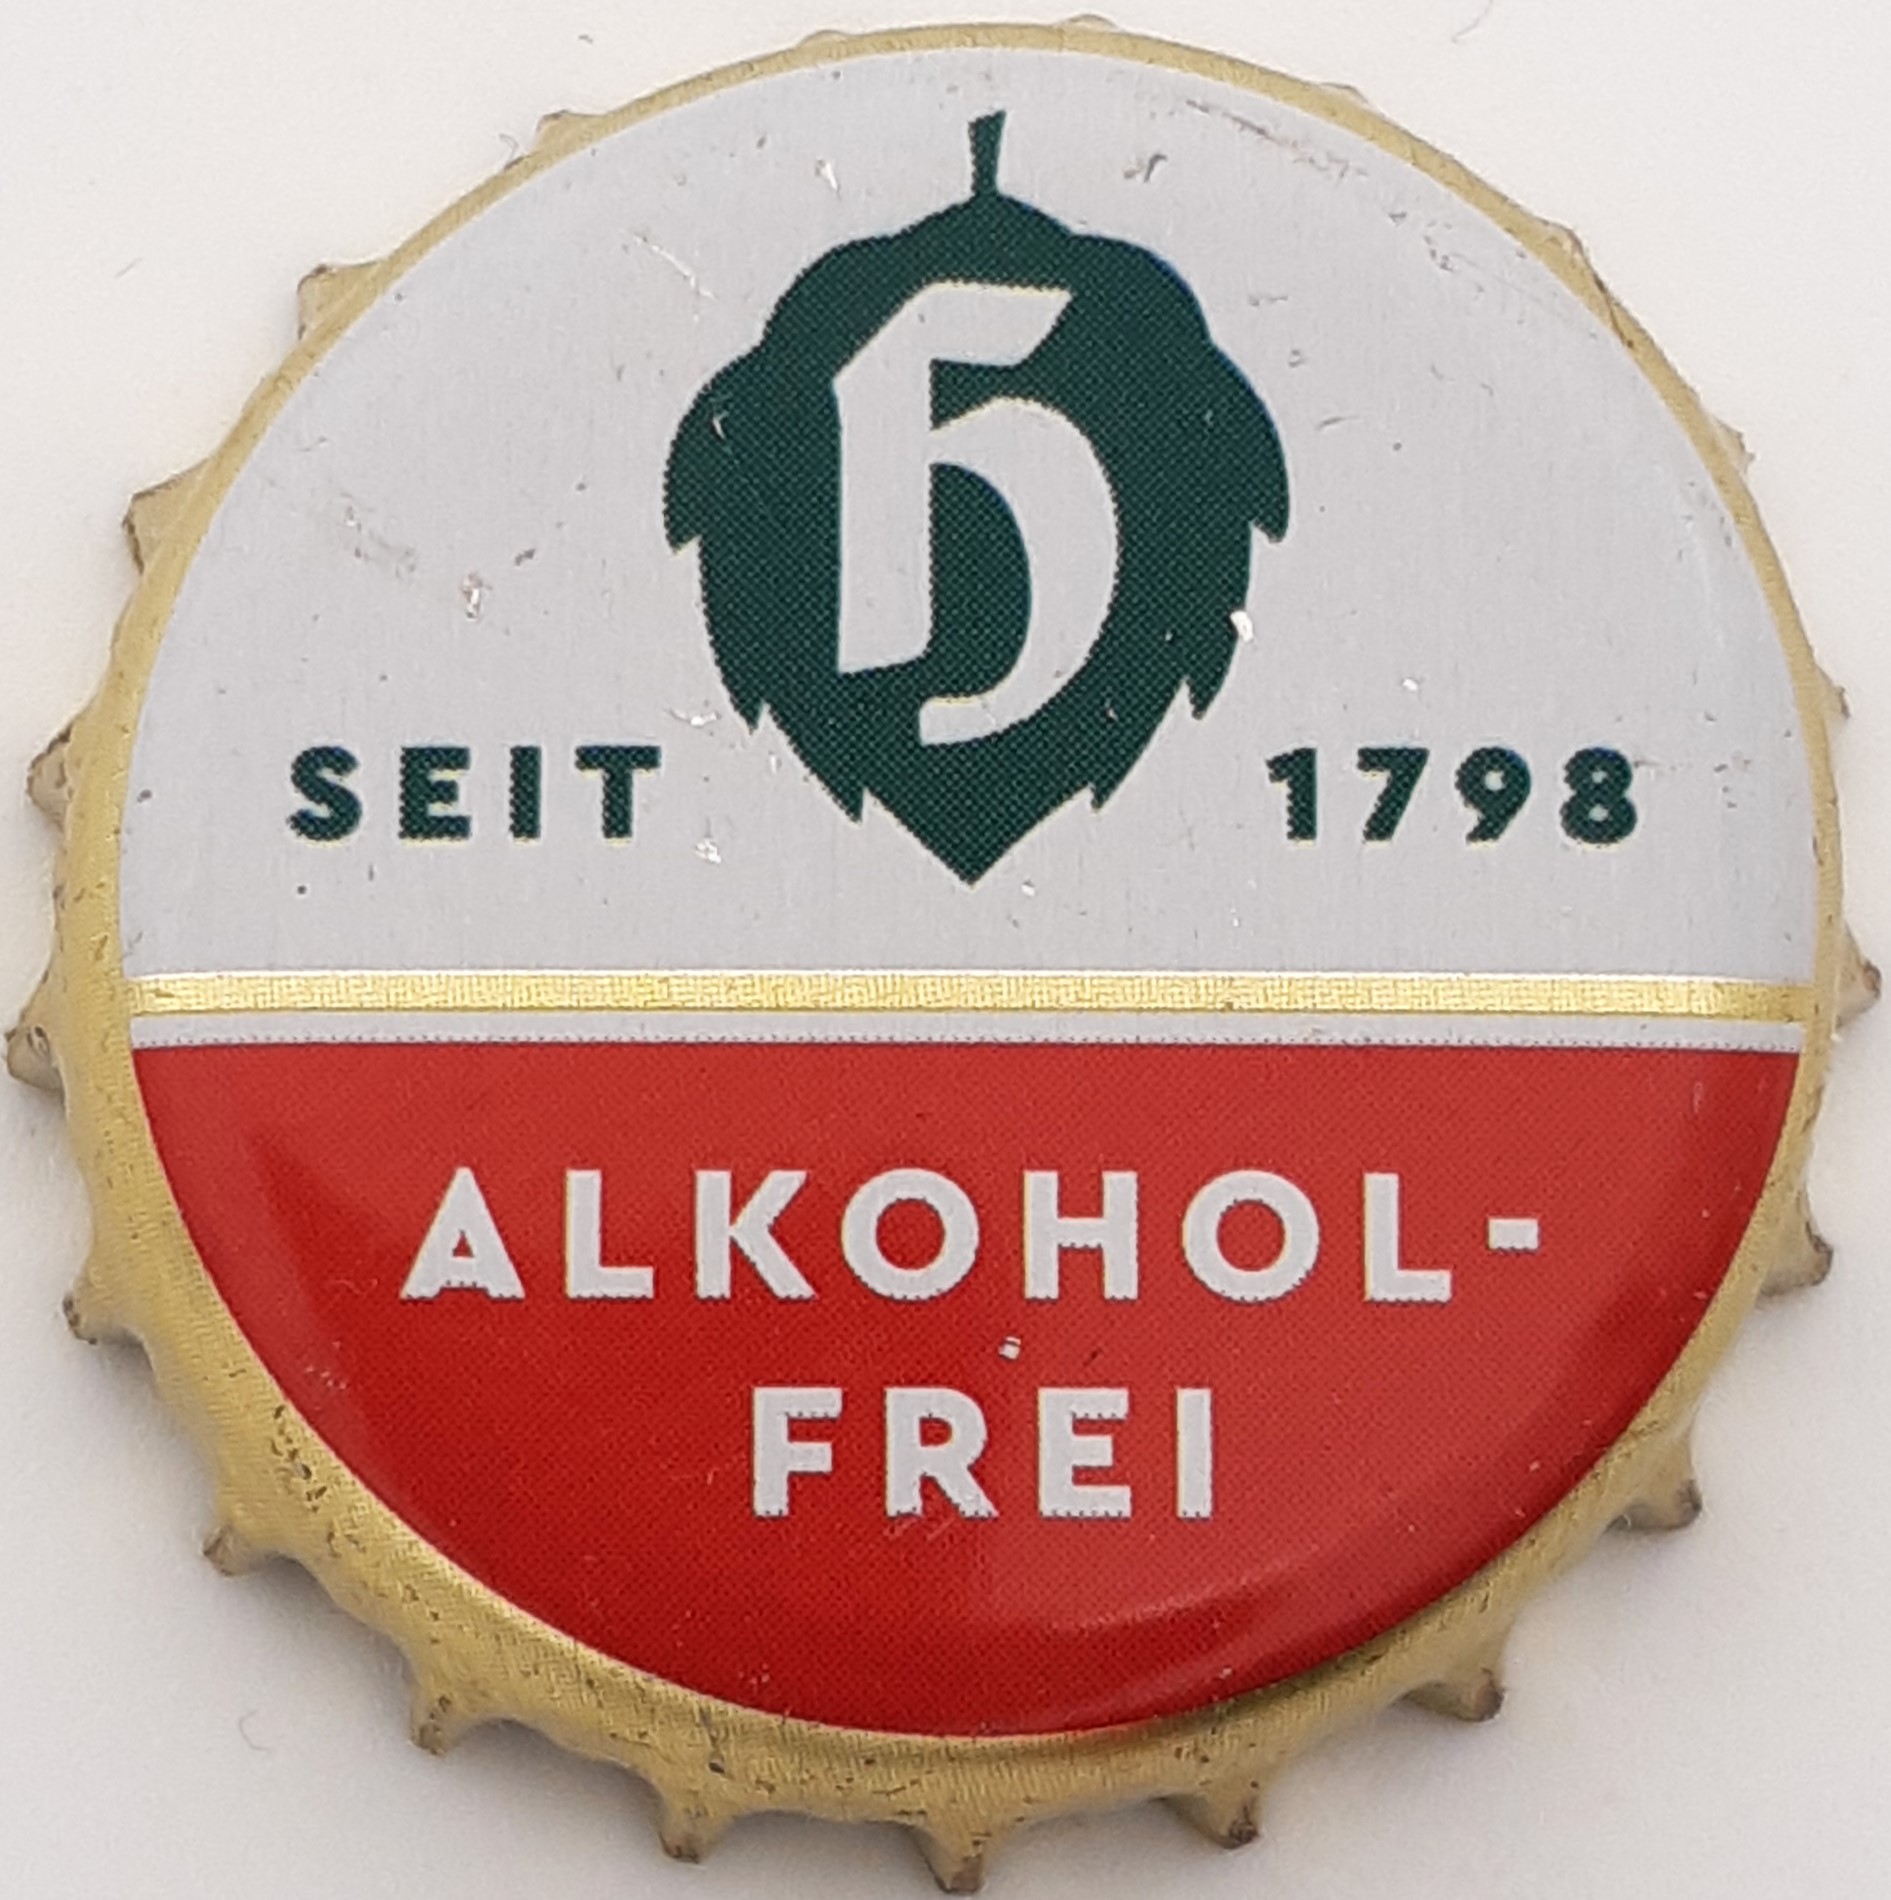 H
SEIT 1798
ALKOHOL-
FREI